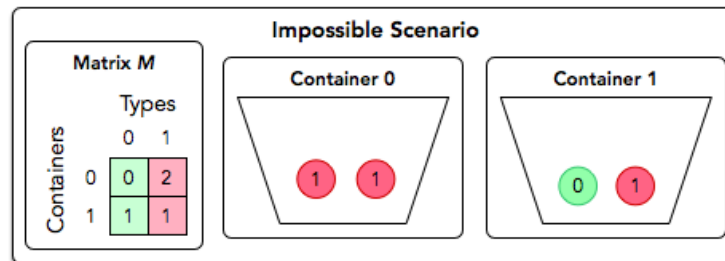 Impossible Scenario
Matrix M
Types
0 1
Containers
0 0 2
1 1 1
Container 0
1 1
Container 1
0 1